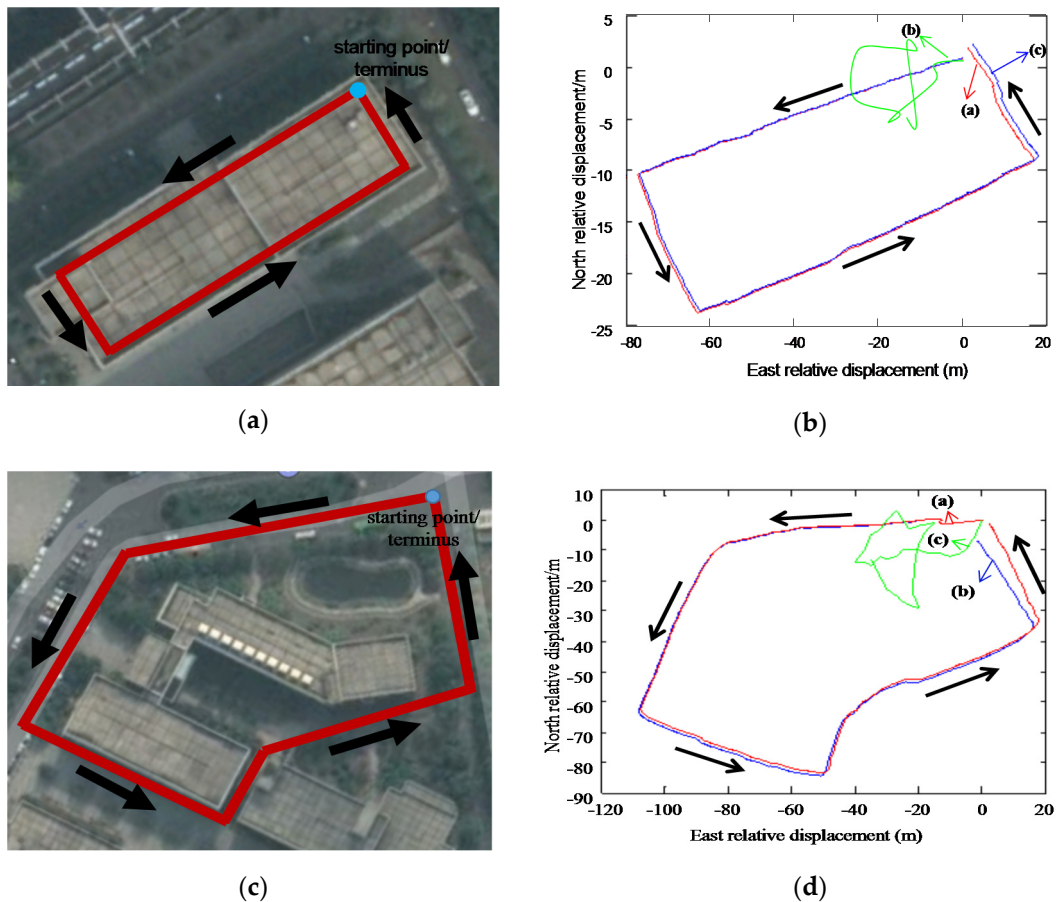 starting point/
terminus
(a)
5
0
-5
-10
-15
-20
-25
North relative displacement/m
(b)
(c)
(a)
-80
-60
-40
-20
0
20
East relative displacement (m)
(b)
starting point/
terminus
(c)
10
0
-10
-20
-30
-40
-50
-60
-70
-80
-90
North relative displacement/m
(a)
(c)
(b)
-120
-100
-80
-60
-40
-20
0
20
East relative displacement (m)
(d)